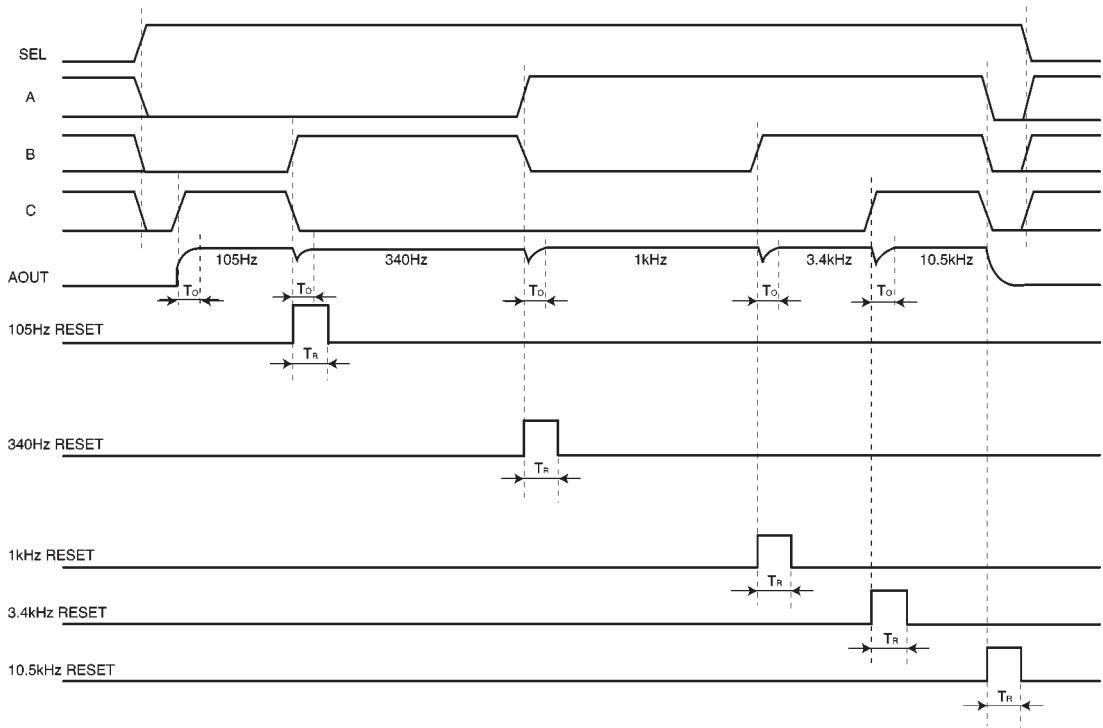 SEL
A
B
C
AOUT
105Hz 340Hz 1kHz 3.4kHz 10.5kHz
To To To To To
105Hz RESET
TR
340Hz RESET
TR
1kHz RESET
TR
3.4kHz RESET
TR
10.5kHz RESET
TR